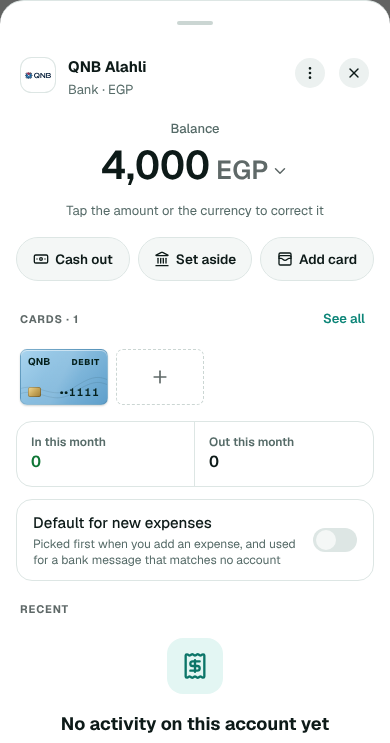 QNB
QNB Alahli
Bank · EGP
Balance
4,000 EGP
Tap the amount or the currency to correct it
Cash out
Set aside
Add card
CARDS · 1
See all
QNB DEBIT
••1111
In this month
0
Out this month
0
Default for new expenses
Picked first when you add an expense, and used
for a bank message that matches no account
RECENT
No activity on this account yet